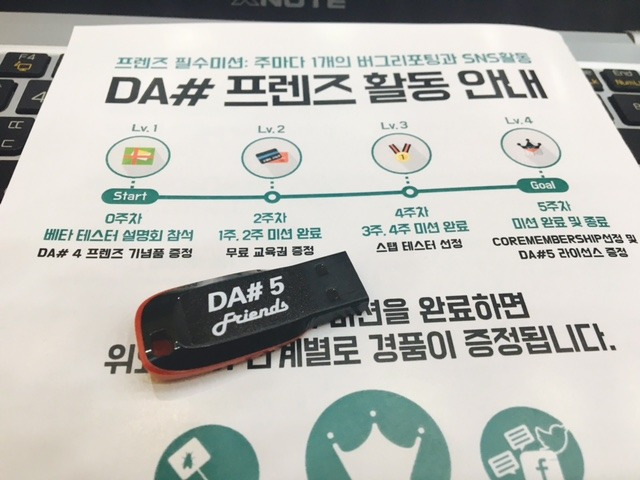 XNOTE
프렌즈 필수미션: 주마다 1개의 버그리포팅과 SNS활동
DA# 프렌즈 활동 안내
Lv. 1
Lv. 2
Lv. 3
Lv. 4
Start
Goal
0주차
베타 테스터 설명회 참석
DA# 4 프렌즈 기념품 증정
2주차
1주, 2주 미션 완료
무료 교육권 증정
4주차
3주, 4주 미션 완료
스탭 테스터 선정
5주차
미션 완료 및 종료
COREMEMBERSHIP선정 및
DA#5 라이선스 증정
DA# 5
Friends
미션을 완료하면
단계별로 경품이 증정됩니다.
F4
End